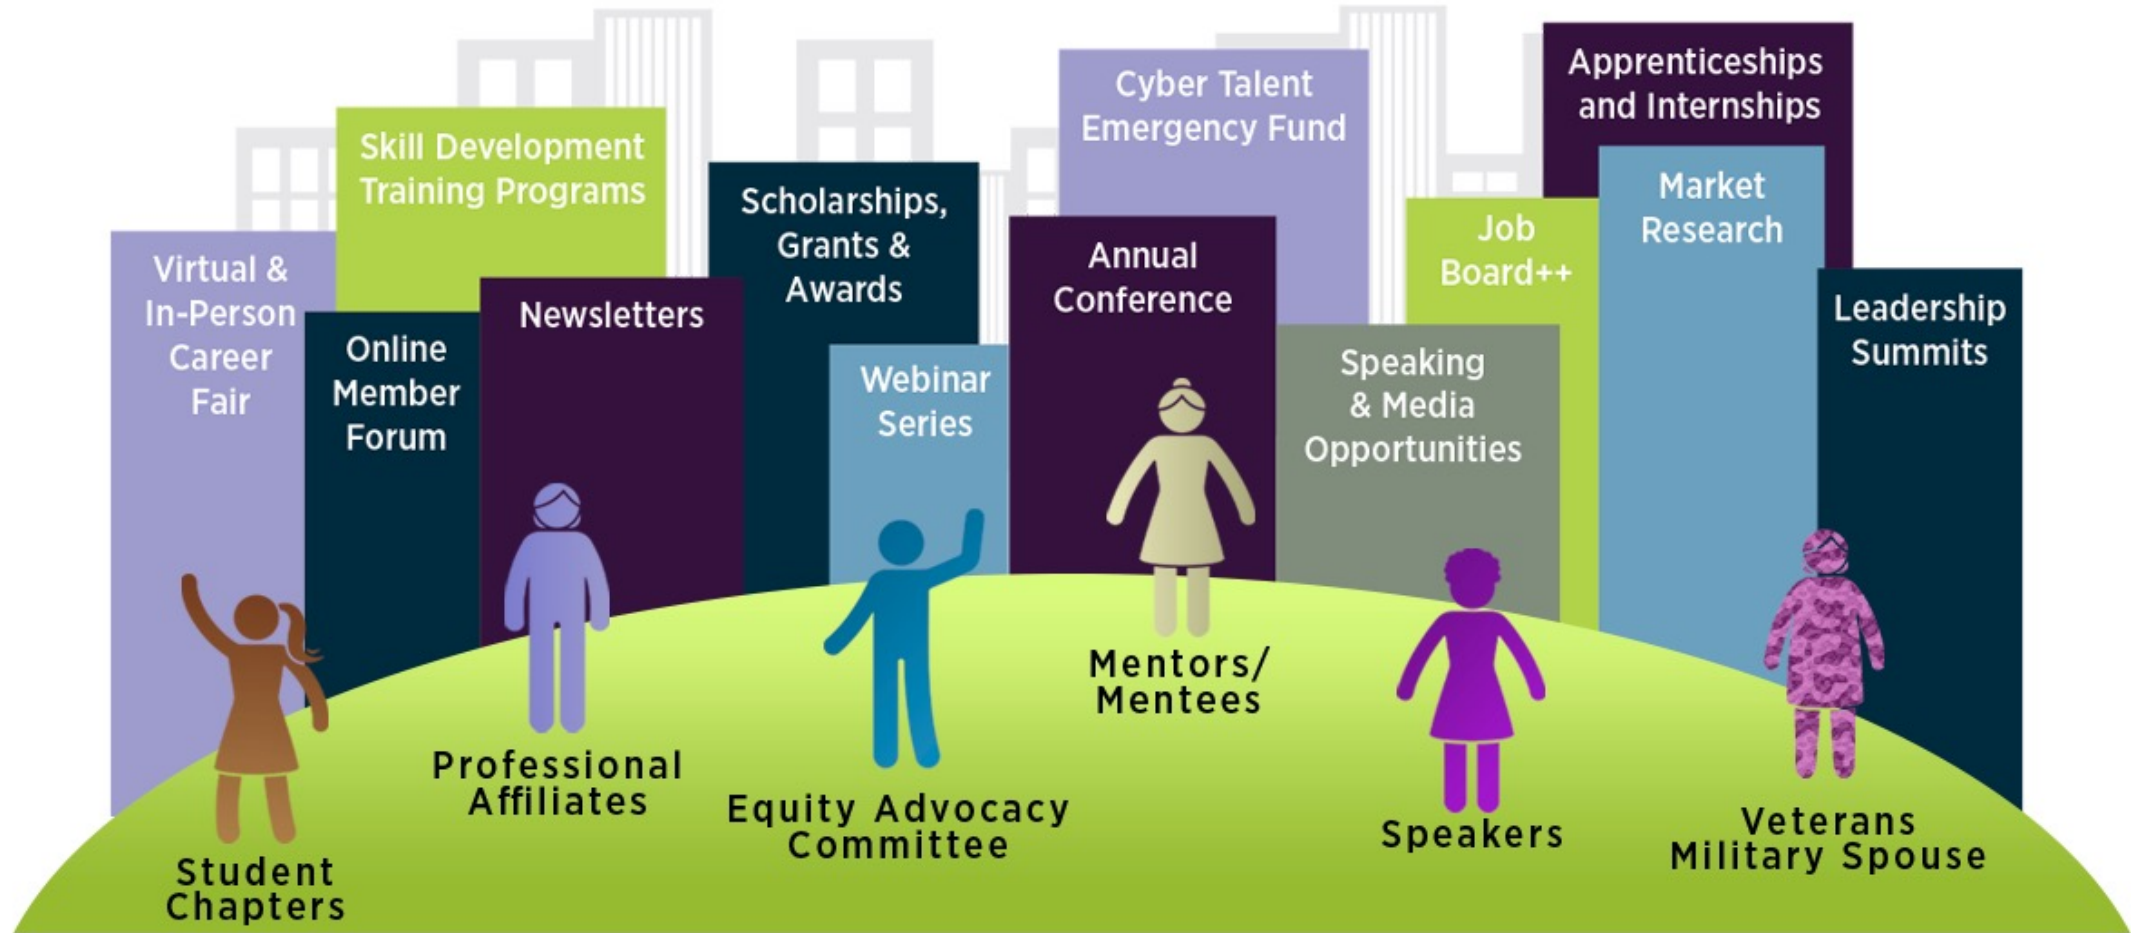 Virtual &
In-Person
Career
Fair
Skill Development
Training Programs
Online
Member
Forum
Newsletters
Scholarships,
Grants &
Awards
Webinar
Series
Annual
Conference
Cyber Talent
Emergency Fund
Speaking
& Media
Opportunities
Job
Board++
Apprenticeships
and Internships
Market
Research
Leadership
Summits
Student
Chapters
Professional
Affiliates
Equity Advocacy
Committee
Mentors/
Mentees
Speakers
Veterans
Military Spouse